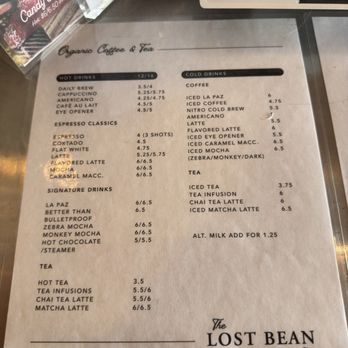 Candy
Organic Coffee & Tea
HOT DRINKS 12/16
DAILY BREW 3.5/4
CAPPUCCINO 5.25/5.75
AMERICANO 4.25/4.75
CAFÉ AU LAIT 4.5/5
EYE OPENER 4.5/5
ESPRESSO CLASSICS
ESPRESSO 4 (3 SHOTS)
CORTADO 4.5
FLAT WHITE 4.75
LATTE 5.25/5.75
FLAVORED LATTE 6/6.5
MOCHA 6/6.5
CARAMEL MACC. 6/6.5
SIGNATURE DRINKS
LA PAZ 6/6.5
BETTER THAN 6.5
BULLETPROOF
ZEBRA MOCHA 6/6.5
MONKEY MOCHA 6/6.5
HOT CHOCOLATE 5/5.5
/STEAMER
TEA
HOT TEA 3.5
TEA INFUSIONS 5.5/6
CHAI TEA LATTE 5.5/6
MATCHA LATTE 6/6.5
COLD DRINKS
COFFEE
ICED LA PAZ 6
ICED COFFEE 4.75
NITRO COLD BREW 5.5
AMERICANO
LATTE 5.5
FLAVORED LATTE 6
ICED EYE OPENER 5.5
ICED CARAMEL MACC. 6.5
ICED MOCHA 6.5
(ZEBRA/MONKEY/DARK)
TEA
ICED TEA 3.75
TEA INFUSION 6
CHAI TEA LATTE 6
ICED MATCHA LATTE 6.5
ALT. MILK ADD FOR 1.25
The
LOST BEAN